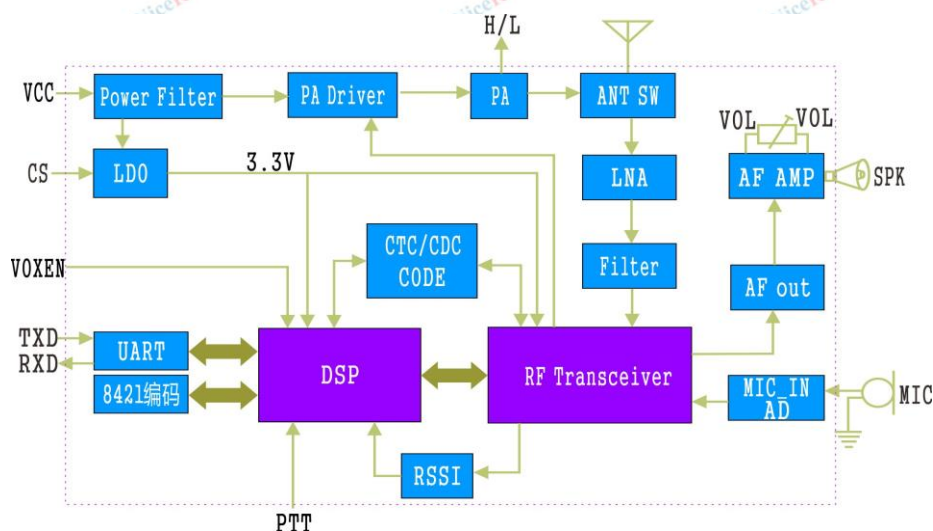 H/L
VCC
Power Filter
PA Driver
PA
ANT SW
VOL
VOL
CS
LDO
3.3V
LNA
AF AMP
SPK
VOXEN
CTC/CDC
CODE
Filter
AF out
TXD
RXD
UART
DSP
RF Transceiver
8421编码
MIC_IN
AD
MIC
RSSI
PTT